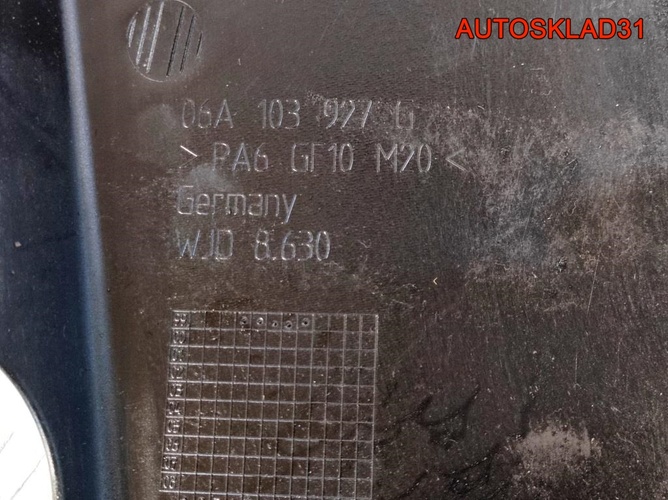 AUTOSKLAD31
06A 103 927 G
> PA6 GF10 M20 <
Germany
WJD 8.630